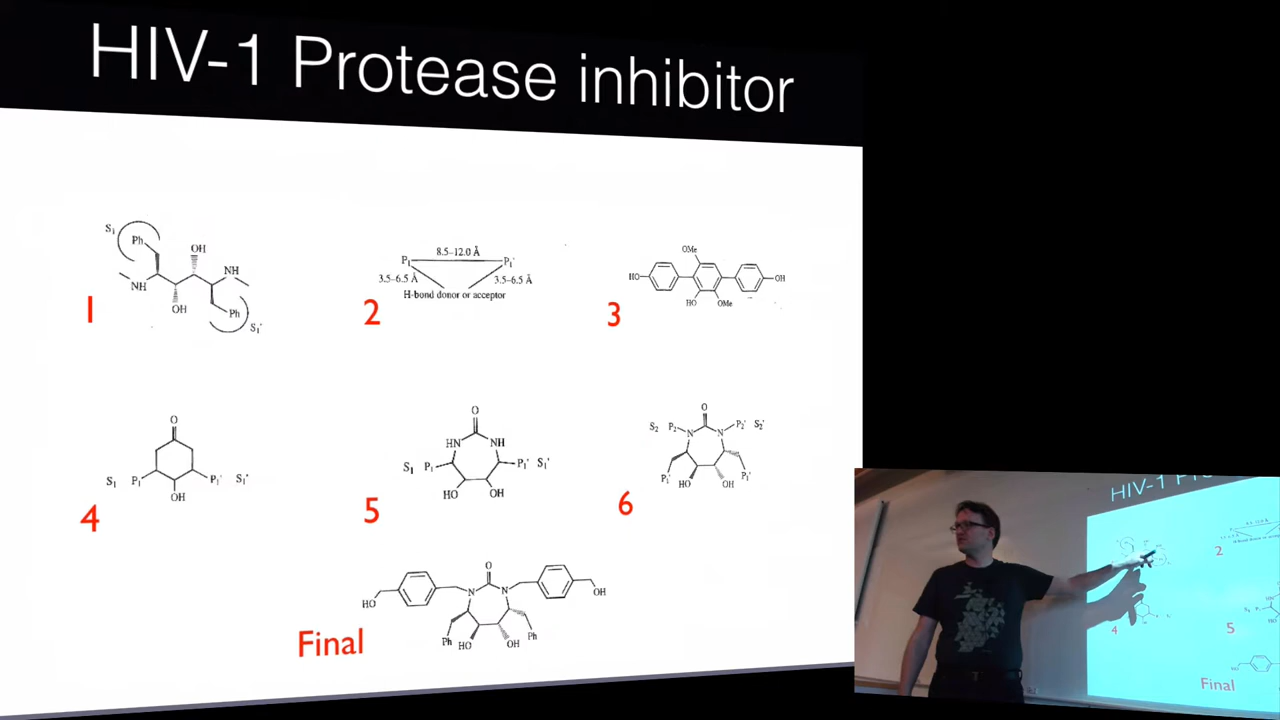 HIV-1 Protease inhibitor
S₁
Ph
OH
NH
NH
OH
Ph
S₁'
1
8.5–12.0 Å
P₁
P₁'
3.5–6.5 Å
3.5–6.5 Å
H-bond donor or acceptor
2
OMe
HO
OH
HO
OMe
3
O
S₁
P₁
P₁'
S₁'
OH
4
O
HN
NH
S₁
P₁
P₁'
S₁'
HO
OH
5
O
S₂
P₂
N
N
P₂'
S₂'
P₁'
P₁'
HO
OH
6
O
N
N
HO
OH
Ph
Ph
HO
OH
Final
HIV-1 Pro
2
4
5
Final